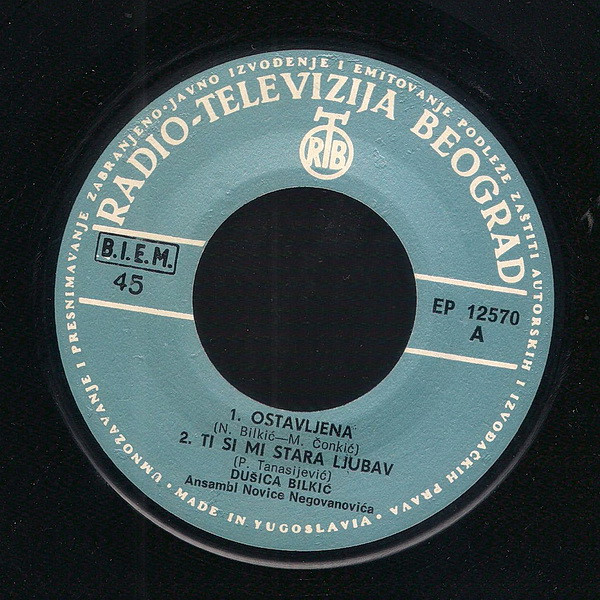 UMNOŽAVANJE I PRESNIMAVANJE ZABRANJENO • JAVNO IZVOĐENJE I EMITOVANJE PODLEŽE ZAŠTITI AUTORSKIH I IZVOĐAČKIH PRAVA •
RADIO-TELEVIZIJA BEOGRAD
RTB
B.I.E.M.
45
EP 12570
A
1. OSTAVLJENA
(N. Bilkić—M. Čonkić)
2. TI SI MI STARA LJUBAV
(P. Tanasijević)
DUŠICA BILKIĆ
Ansambl Novice Negovanovića
MADE IN YUGOSLAVIA •